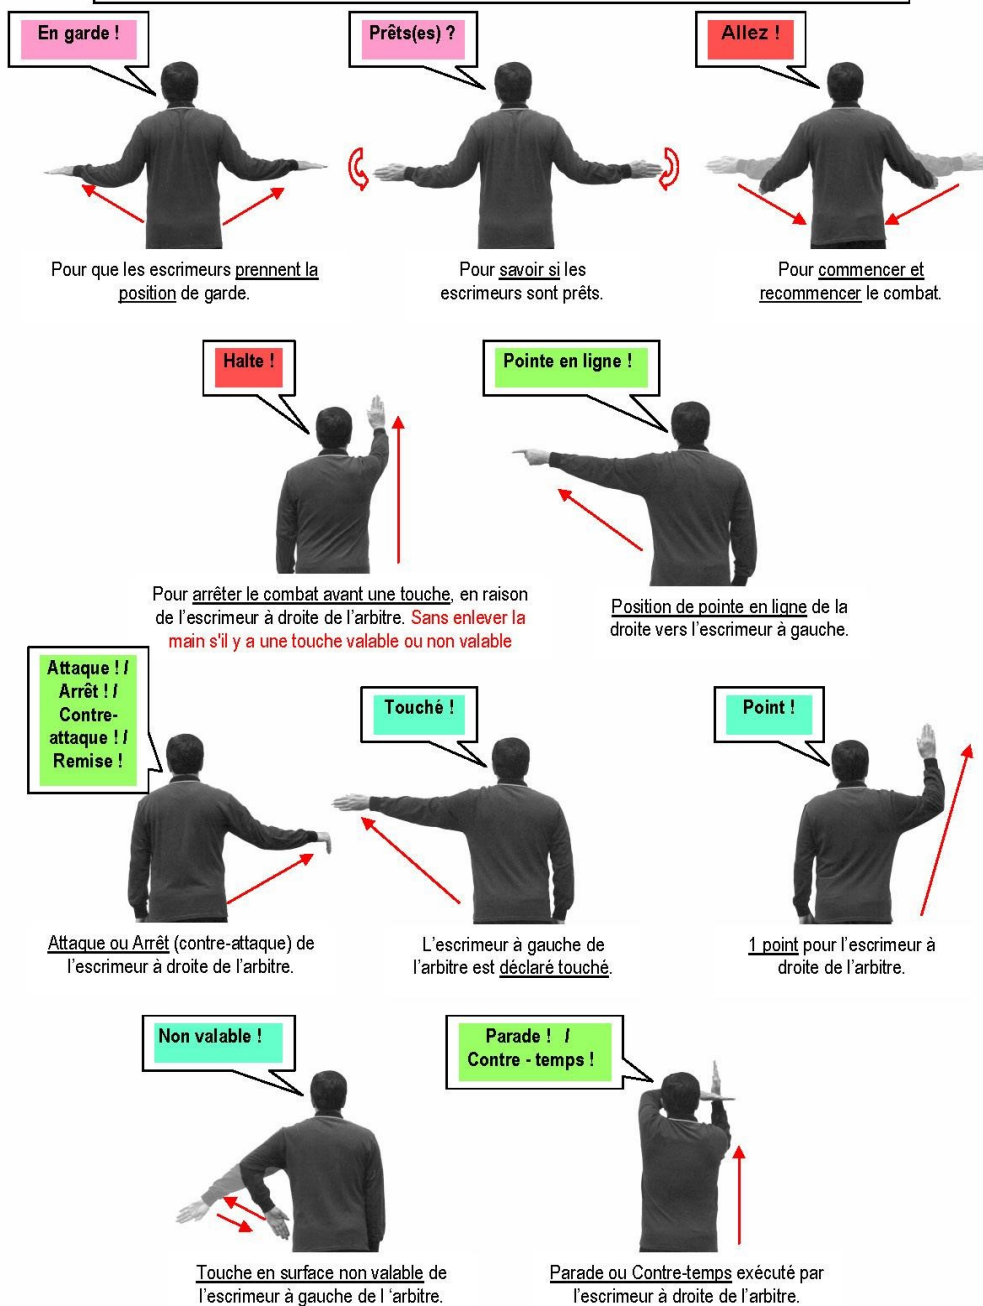 En garde !
Prêts(es) ?
Allez !
Pour que les escrimeurs prennent la
position de garde.
Pour savoir si les
escrimeurs sont prêts.
Pour commencer et
recommencer le combat.
Halte !
Pointe en ligne !
Pour arrêter le combat avant une touche, en raison
de l'escrimeur à droite de l'arbitre. Sans enlever la
main s'il y a une touche valable ou non valable
Position de pointe en ligne de la
droite vers l'escrimeur à gauche.
Attaque ! /
Arrêt ! /
Contre-
attaque ! /
Remise !
Touché !
Point !
Attaque ou Arrêt (contre-attaque) de
l'escrimeur à droite de l'arbitre.
L'escrimeur à gauche de
l'arbitre est déclaré touché.
1 point pour l'escrimeur à
droite de l'arbitre.
Non valable !
Parade ! /
Contre - temps !
Touche en surface non valable de
l'escrimeur à gauche de l 'arbitre.
Parade ou Contre-temps exécuté par
l'escrimeur à droite de l'arbitre.